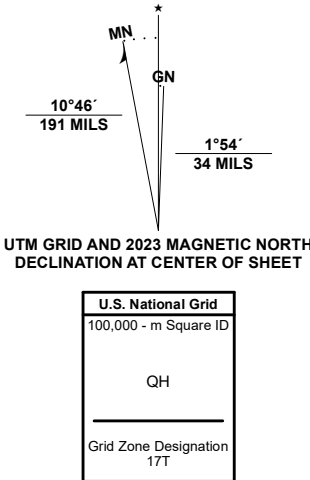 MN
GN
10°46´
191 MILS
1°54´
34 MILS
UTM GRID AND 2023 MAGNETIC NORTH
DECLINATION AT CENTER OF SHEET
U.S. National Grid
100,000 - m Square ID
QH
Grid Zone Designation
17T